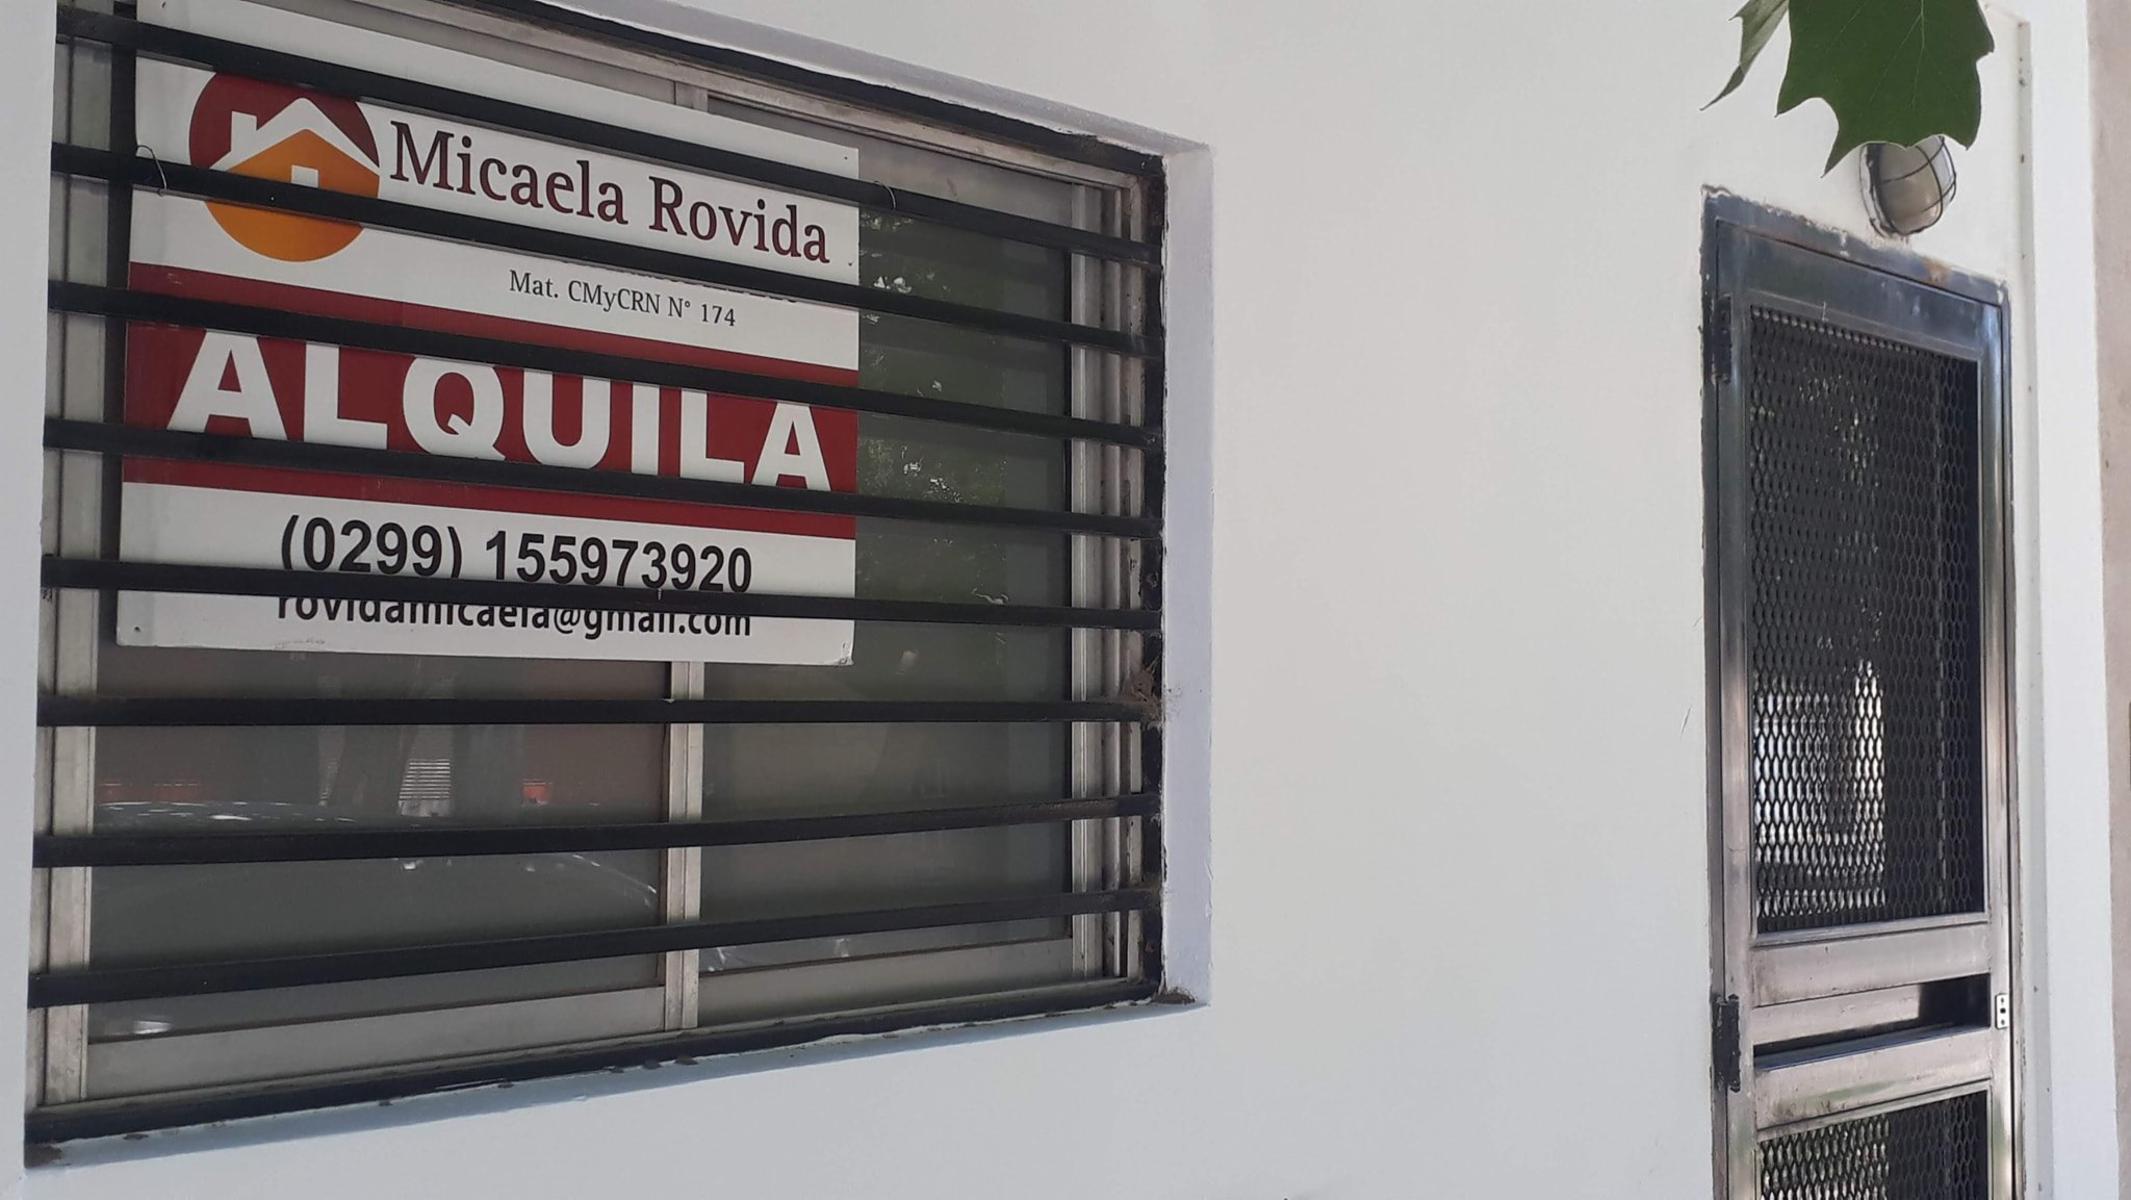 Micaela Rovida
Mat. CMyCRN N° 174
ALQUILA
(0299) 155973920
rovidamicaela@gmail.com